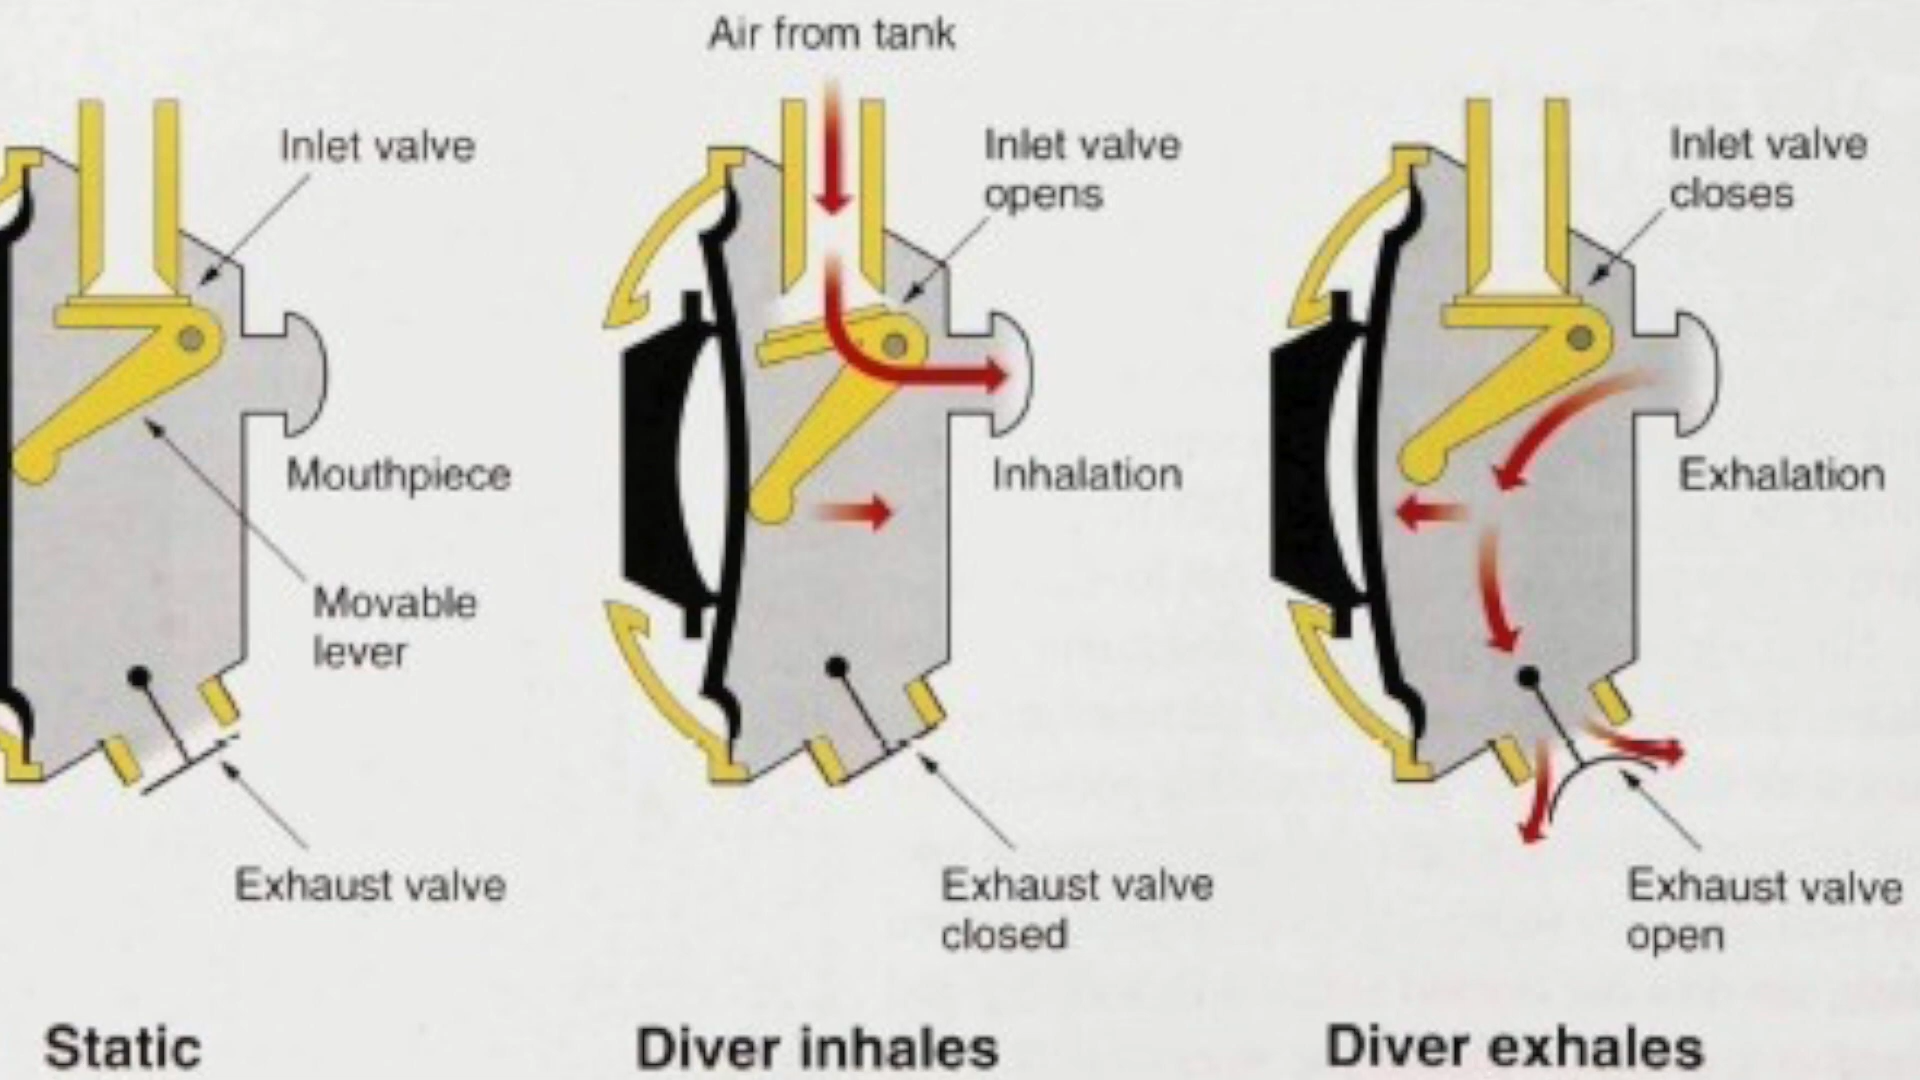 Air from tank
Inlet valve
Mouthpiece
Movable
lever
Exhaust valve
Static
Inlet valve
opens
Inhalation
Exhaust valve
closed
Diver inhales
Inlet valve
closes
Exhalation
Exhaust valve
open
Diver exhales